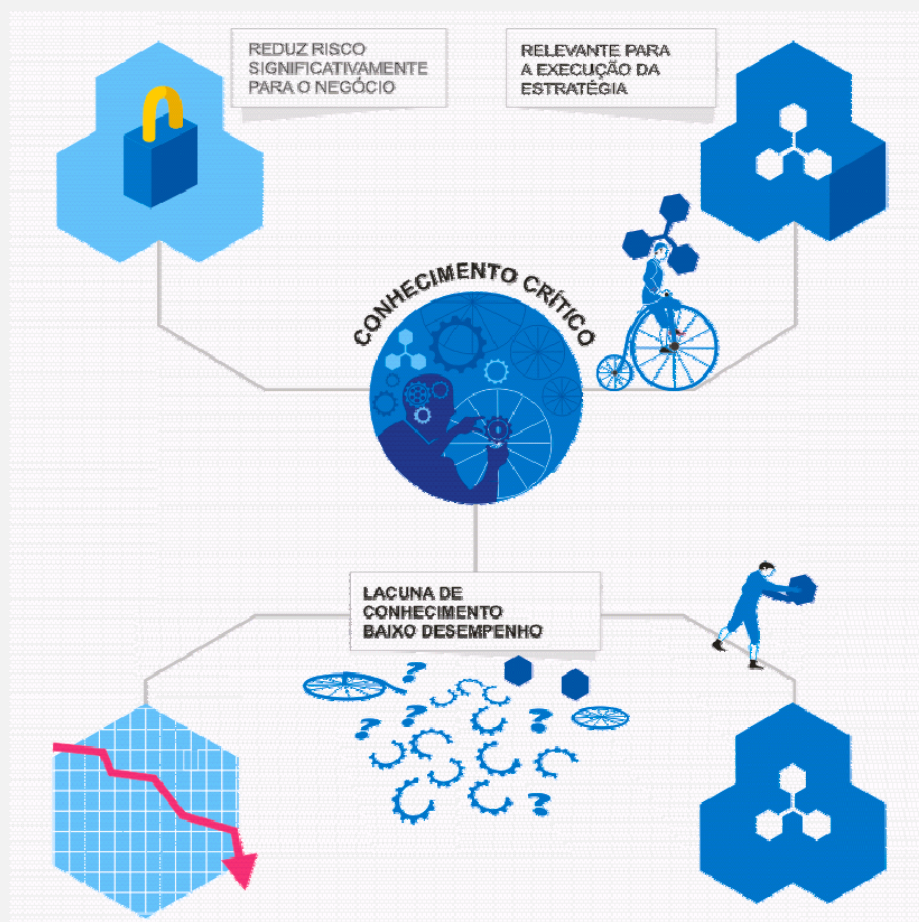 REDUZ RISCO
SIGNIFICATIVAMENTE
PARA O NEGÓCIO
RELEVANTE PARA
A EXECUÇÃO DA
ESTRATÉGIA
CONHECIMENTO CRÍTICO
LACUNA DE
CONHECIMENTO
BAIXO DESEMPENHO
? ? ? ? ?